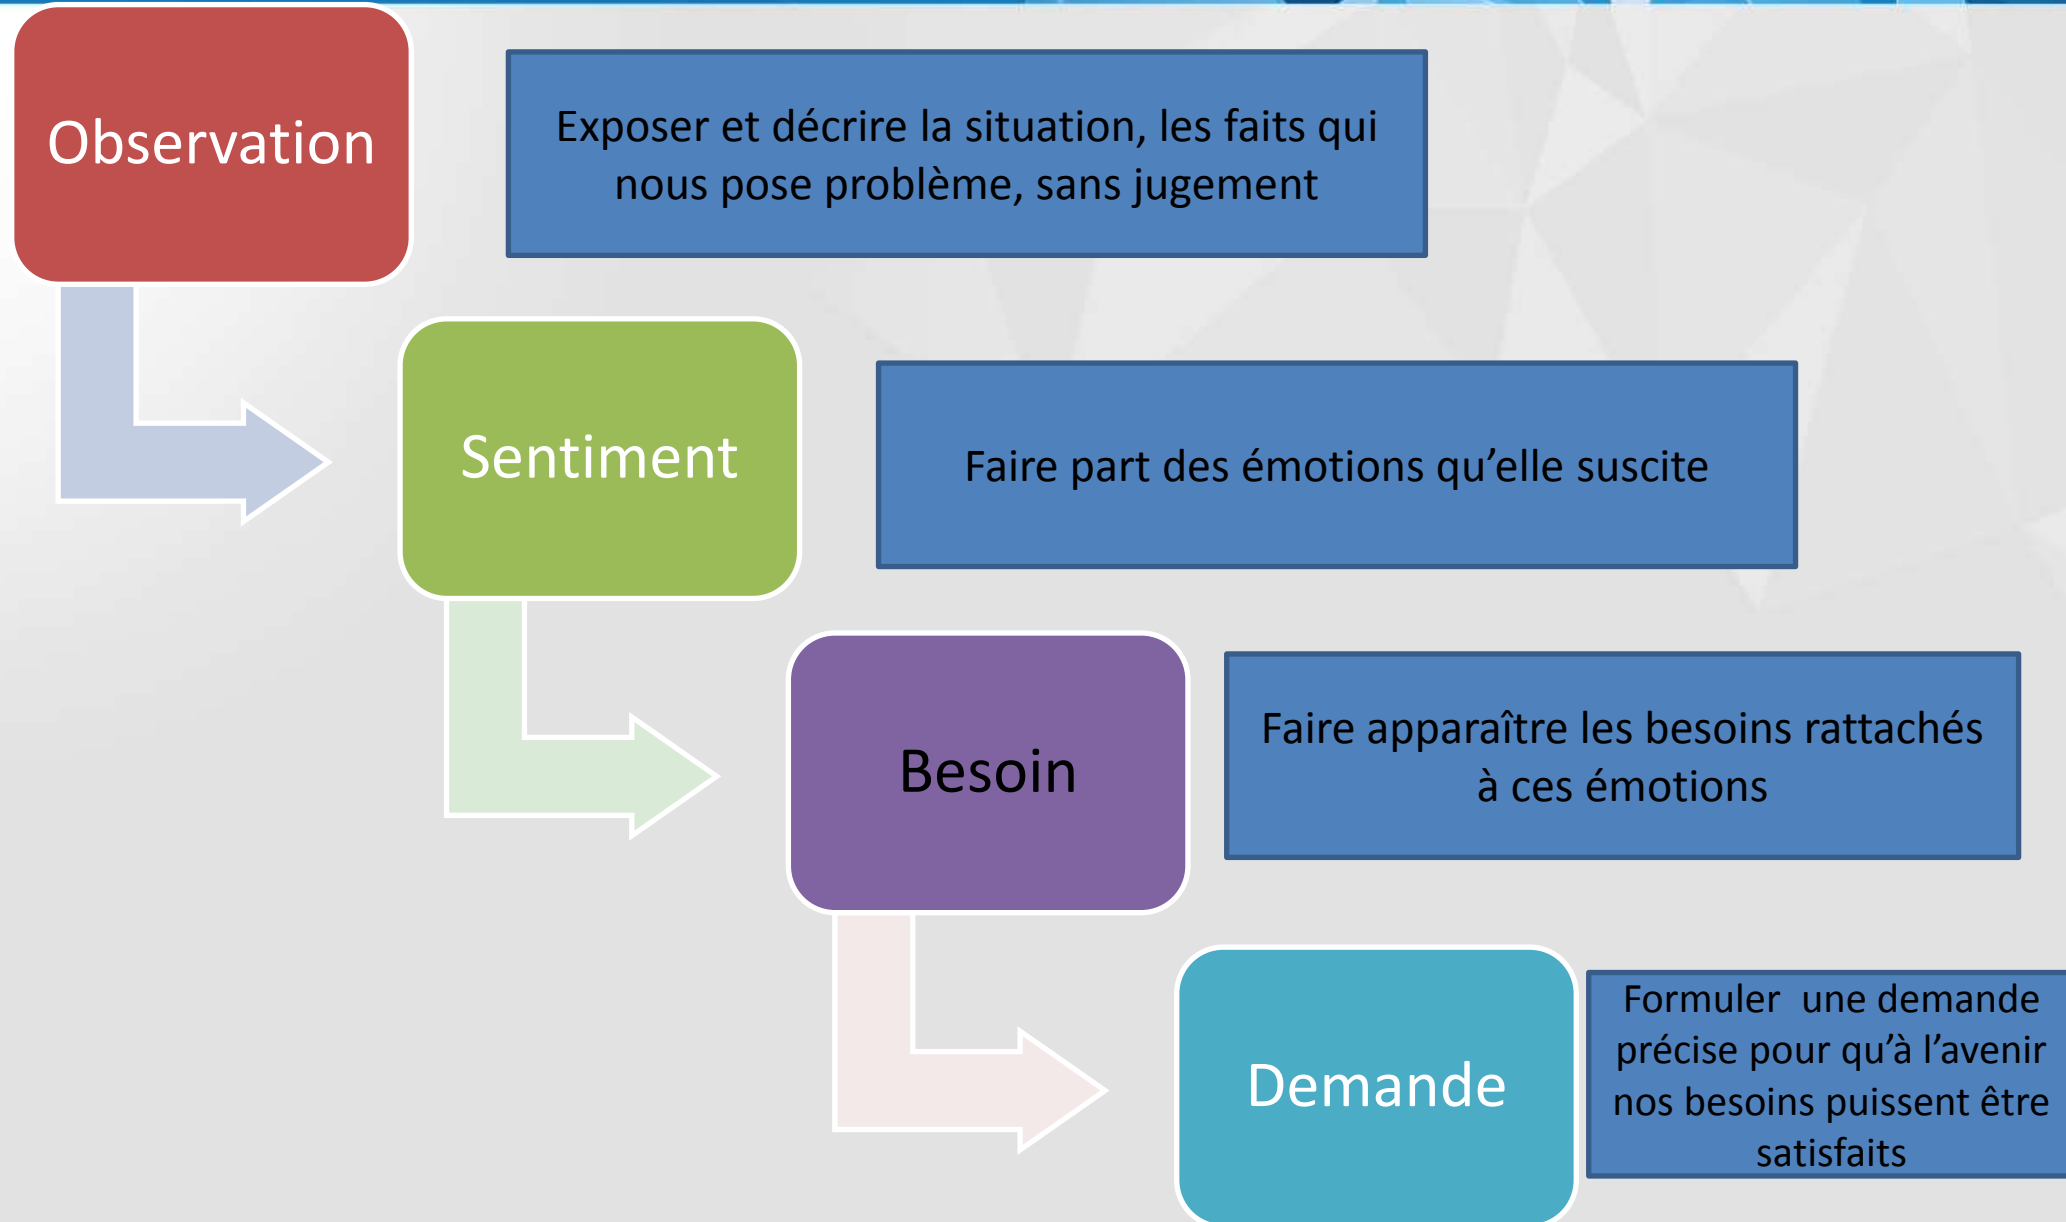 Observation
Exposer et décrire la situation, les faits qui
nous pose problème, sans jugement
Sentiment
Faire part des émotions qu’elle suscite
Besoin
Faire apparaître les besoins rattachés
à ces émotions
Demande
Formuler  une demande
précise pour qu’à l’avenir
nos besoins puissent être
satisfaits